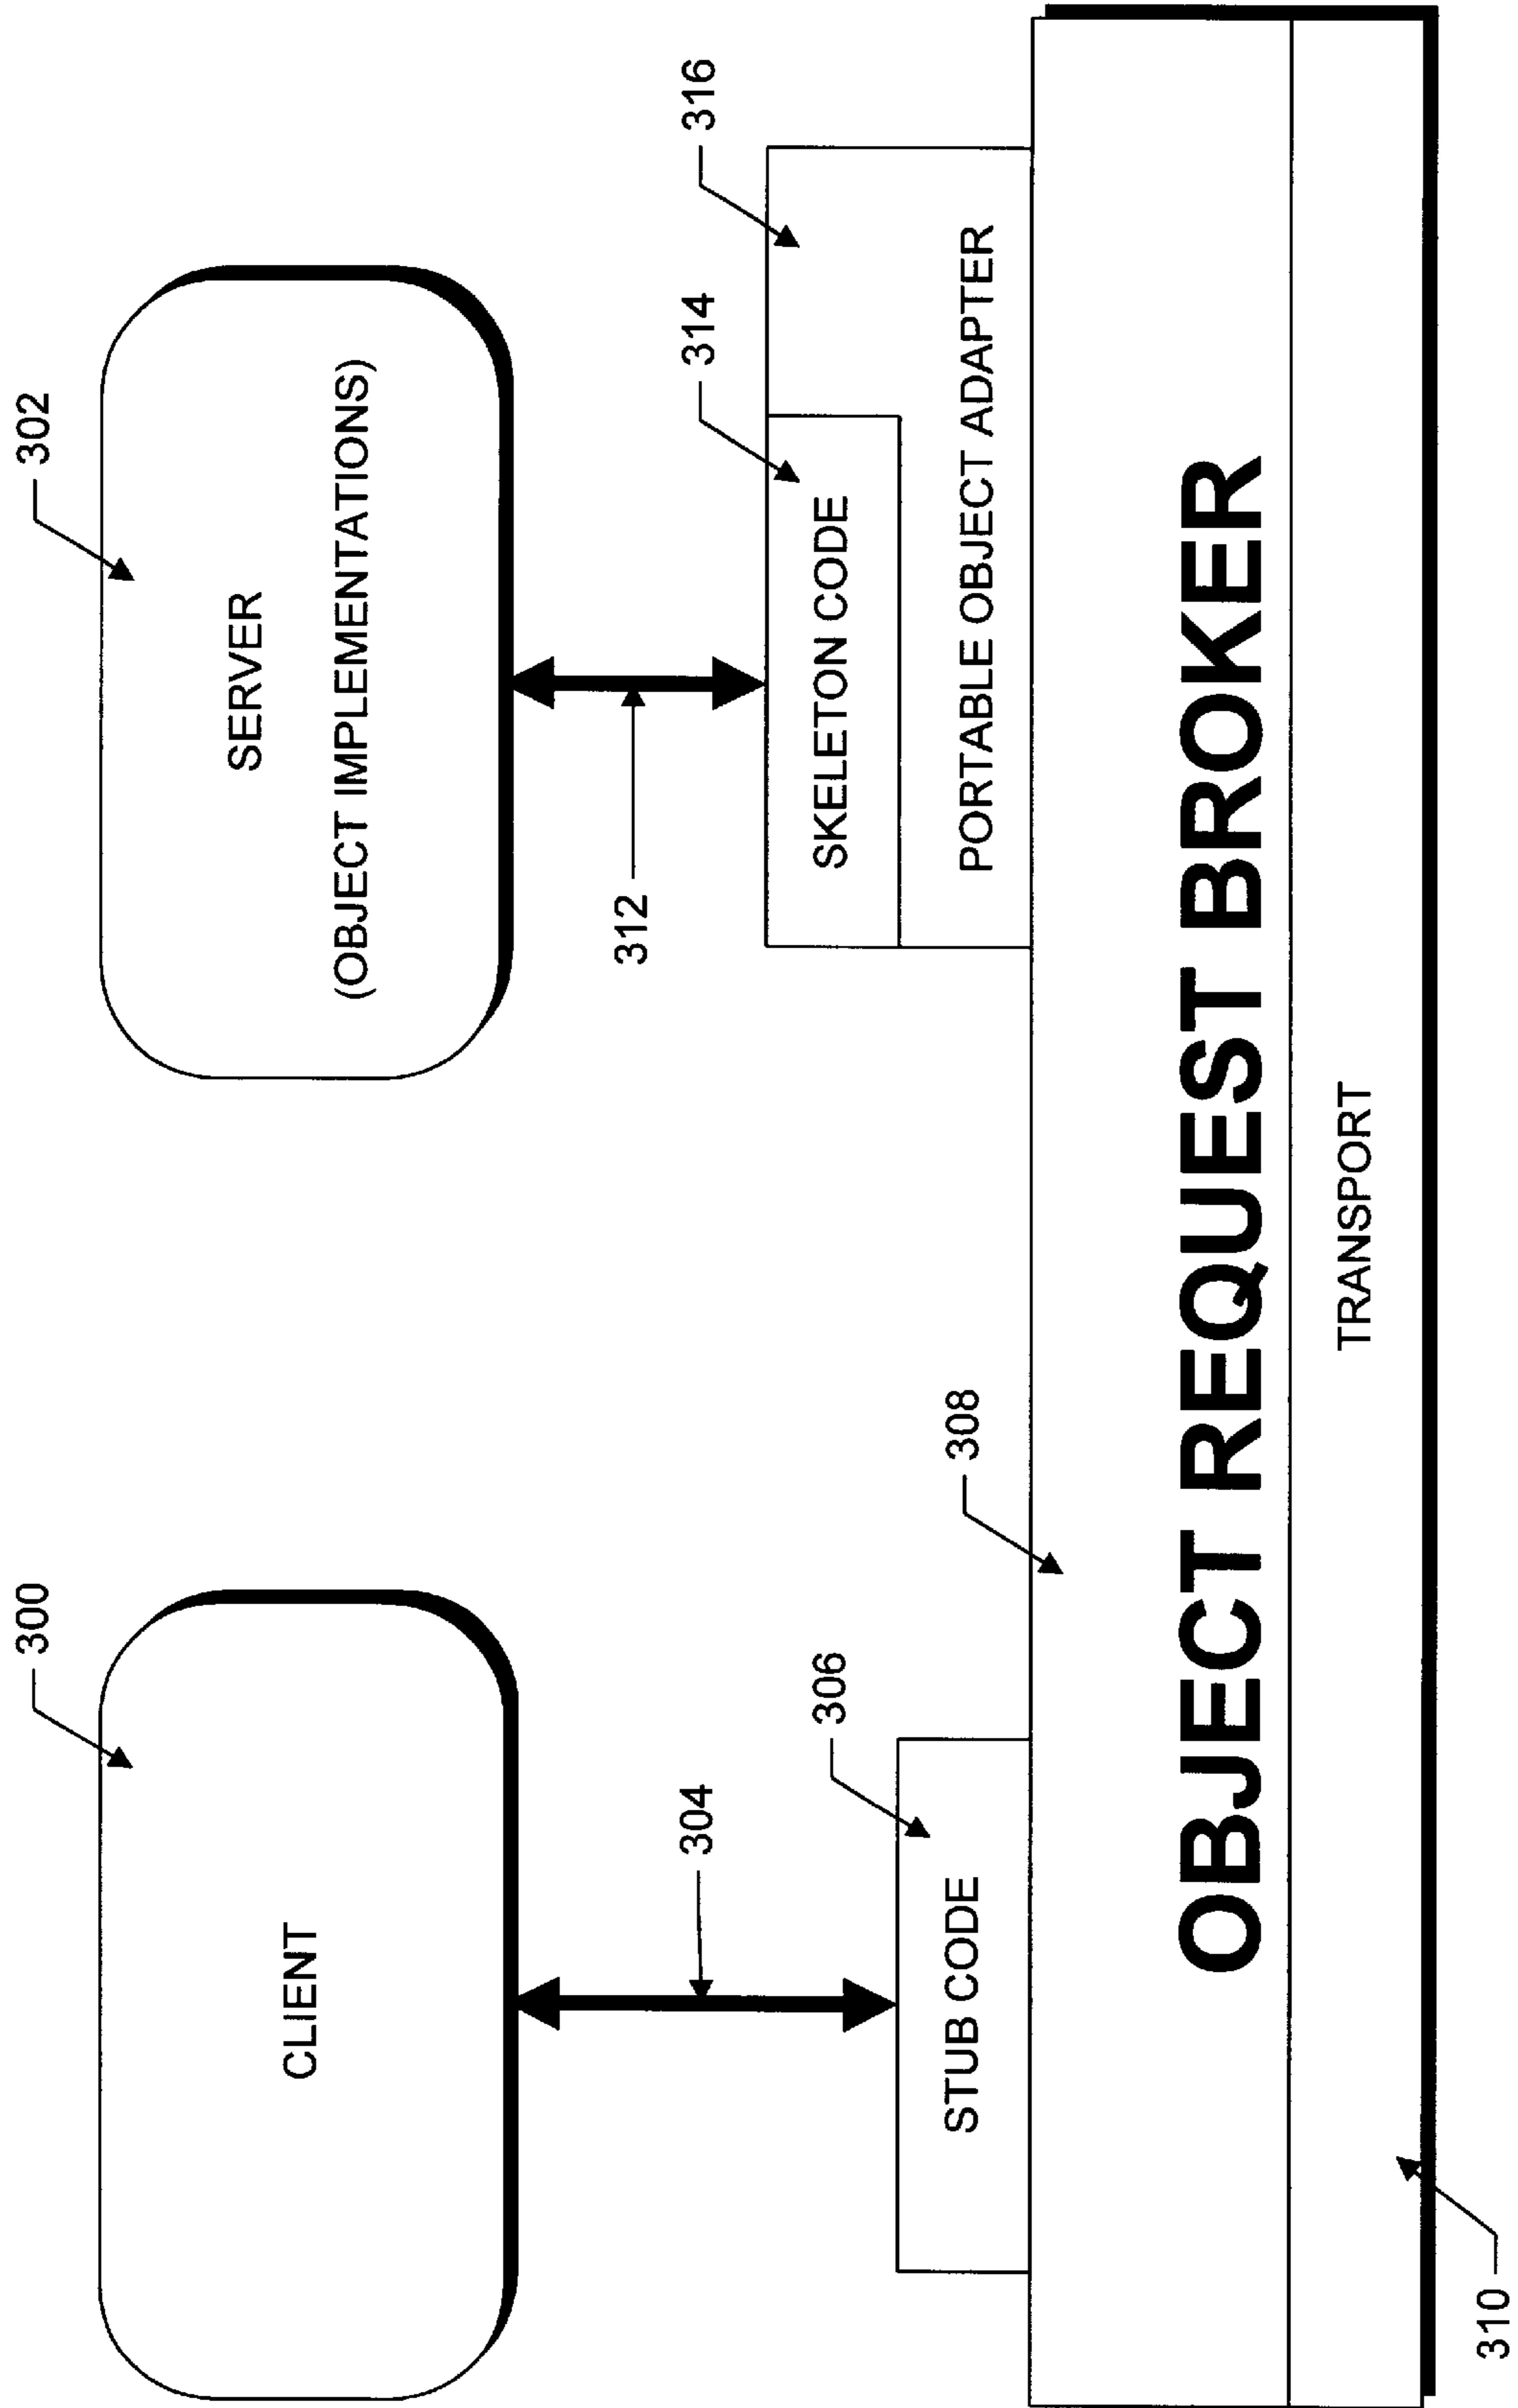 300
302
CLIENT
SERVER
(OBJECT IMPLEMENTATIONS)
304
312
314
316
306
SKELETON CODE
STUB CODE
PORTABLE OBJECT ADAPTER
308
OBJECT REQUEST BROKER
TRANSPORT
310